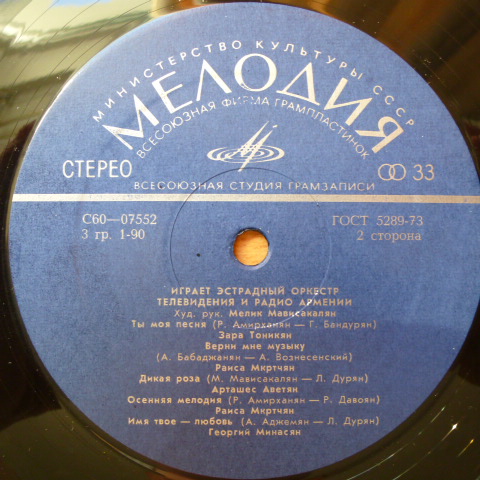 МИНИСТЕРСТВО КУЛЬТУРЫ СССР
МЕЛОДИЯ
ВСЕСОЮЗНАЯ ФИРМА ГРАМПЛАСТИНОК
СТЕРЕО 33
ВСЕСОЮЗНАЯ СТУДИЯ ГРАМЗАПИСИ
С60—07552 ГОСТ 5289-73
3 гр. 1-90 2 сторона
ИГРАЕТ ЭСТРАДНЫЙ ОРКЕСТР
ТЕЛЕВИДЕНИЯ И РАДИО АРМЕНИИ
Худ. рук. Мелик Мависакалян
Ты моя песня (Р. Амирханян — Г. Бандурян)
Зара Тоникян
Верни мне музыку
(А. Бабаджанян — А. Вознесенский)
Раиса Мкртчян
Дикая роза (М. Мависакалян — Л. Дурян)
Арташес Аветян
Осенняя мелодия (Р. Амирханян — Р. Давоян)
Раиса Мкртчян
Имя твое — любовь (А. Аджемян — Л. Дурян)
Георгий Минасян